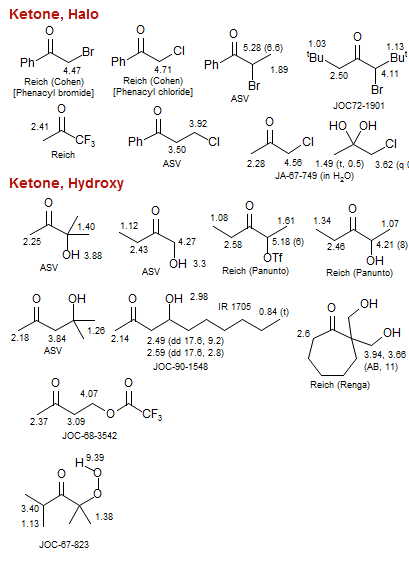 Ketone, Halo
O
Ph Br
4.47
Reich (Cohen)
[Phenacyl bromide]
O
Ph Cl
4.71
Reich (Cohen)
[Phenacyl chloride]
O 5.28 (6.6)
Ph
1.89
Br
ASV
1.03 O 1.13
tBu But
2.50 4.11
Br
JOC72-1901
O
2.41
CF3
Reich
O 3.92
Ph Cl
3.50
ASV
O
Cl
2.28 4.56
HO OH
Cl
1.49 (t, 0.5) 3.62 (q
JA-67-749 (in H2O)
Ketone, Hydroxy
O
1.40
2.25
OH 3.88
ASV
1.12 O
4.27
2.43
OH 3.3
ASV
1.08 O 1.61
2.58 5.18 (6)
OTf
Reich (Panunto)
1.34 O 1.07
2.46 4.21 (8)
OH
Reich (Panunto)
O OH
1.26
2.18 3.84
ASV
O OH 2.98
IR 1705 0.84 (t)
2.14 2.49 (dd 17.6, 9.2)
2.59 (dd 17.6, 2.8)
JOC-90-1548
O OH
2.6 OH
3.94, 3.66
(AB, 11)
Reich (Renga)
O 4.07 O
O CF3
2.37 3.09
JOC-68-3542
H 9.39
O
O O
3.40
1.13 1.38
JOC-67-823